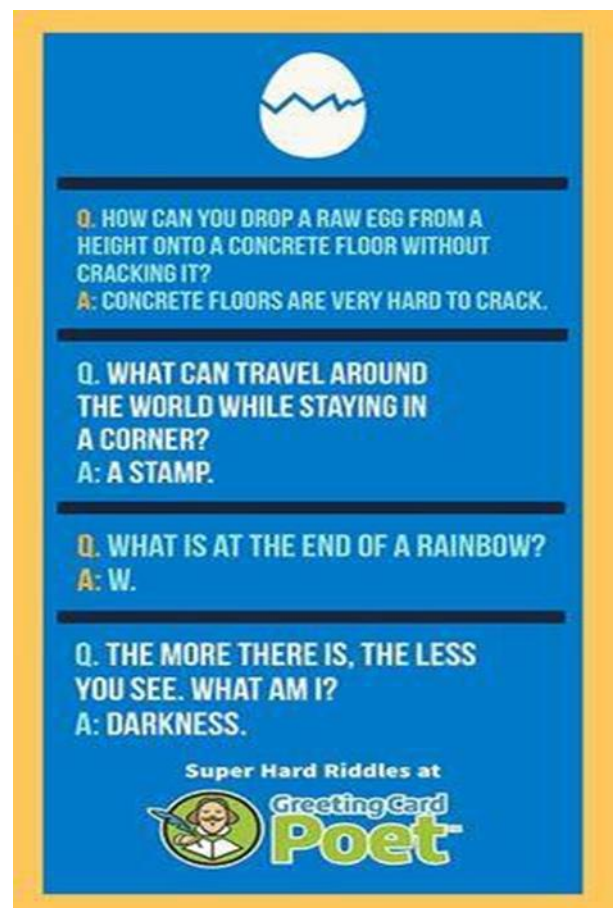 Q. HOW CAN YOU DROP A RAW EGG FROM A
HEIGHT ONTO A CONCRETE FLOOR WITHOUT
CRACKING IT?
A: CONCRETE FLOORS ARE VERY HARD TO CRACK.
Q. WHAT CAN TRAVEL AROUND
THE WORLD WHILE STAYING IN
A CORNER?
A: A STAMP.
Q. WHAT IS AT THE END OF A RAINBOW?
A: W.
Q. THE MORE THERE IS, THE LESS
YOU SEE. WHAT AM I?
A: DARKNESS.
Super Hard Riddles at
Greeting Card
Poet